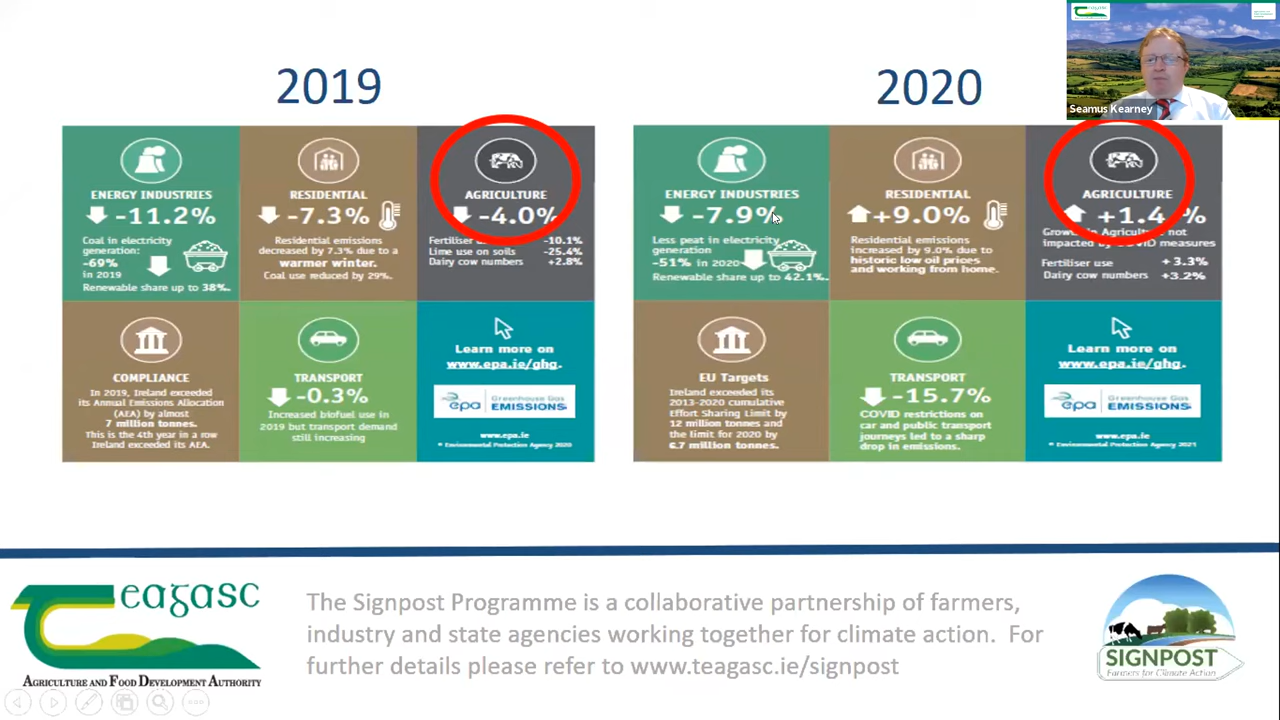 2019
2020
teagasc
Seamus Kearney
ENERGY INDUSTRIES
-11.2%
Coal in electricity
generation:
-69%
in 2019
Renewable share up to 38%.
RESIDENTIAL
-7.3%
Residential emissions
decreased by 7.3% due to a
warmer winter.
Coal use reduced by 29%.
AGRICULTURE
-4.0%
Fertiliser -10.1%
Lime use on soils -25.4%
Dairy cow numbers +2.8%
COMPLIANCE
In 2019, Ireland exceeded
its Annual Emissions Allocation
(AEA) by almost
7 million tonnes.
This is the 4th year in a row
Ireland exceeded its AEA.
TRANSPORT
-0.3%
Increased biofuel use in
2019 but transport demand
still increasing
Learn more on
www.epa.ie/ghg.
epa Greenhouse Gas
EMISSIONS
www.epa.ie
* Environmental Protection Agency 2020
ENERGY INDUSTRIES
-7.9%
Less peat in electricity
generation:
-51% in 2020
Renewable share up to 42.1%.
RESIDENTIAL
+9.0%
Residential emissions
increased by 9.0% due to
historic low oil prices
and working from home.
AGRICULTURE
+1.4 %
Growth in Agriculture not
impacted by COVID measures
Fertiliser use +3.3%
Dairy cow numbers +3.2%
EU Targets
Ireland exceeded its
2013-2020 cumulative
Effort Sharing Limit by
12 million tonnes and
the limit for 2020 by
6.7 million tonnes.
TRANSPORT
-15.7%
COVID restrictions on
car and public transport
journeys led to a sharp
drop in emissions.
Learn more on
www.epa.ie/ghg.
epa Greenhouse Gas
EMISSIONS
www.epa.ie
* Environmental Protection Agency 2021
teagasc
AGRICULTURE AND FOOD DEVELOPMENT AUTHORITY
The Signpost Programme is a collaborative partnership of farmers,
industry and state agencies working together for climate action. For
further details please refer to www.teagasc.ie/signpost
SIGNPOST
Farmers for Climate Action